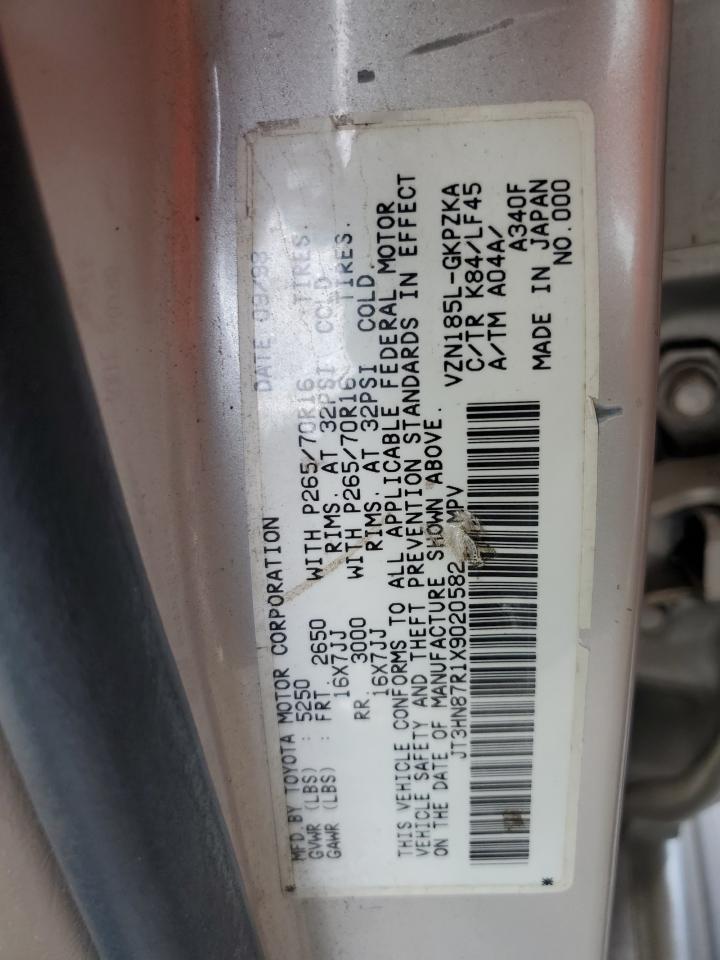 MFD.BY TOYOTA MOTOR CORPORATION DATE 09/98
GVWR (LBS) : 5250 WITH P265/70R16 TIRES.
GAWR (LBS) : FRT. 2650 RIMS. AT 32PSI COLD.
16X7JJ WITH P265/70R16 TIRES.
RR. 3000 RIMS. AT 32PSI COLD.
16X7JJ
THIS VEHICLE CONFORMS TO ALL APPLICABLE FEDERAL MOTOR
VEHICLE SAFETY AND THEFT PREVENTION STANDARDS IN EFFECT
ON THE DATE OF MANUFACTURE SHOWN ABOVE.
JT3HN87R1X9020582 MPV
VZN185L-GKPZKA
C/TR K84/LF45
A/TM A04A/
A340F
MADE IN JAPAN
NO.000